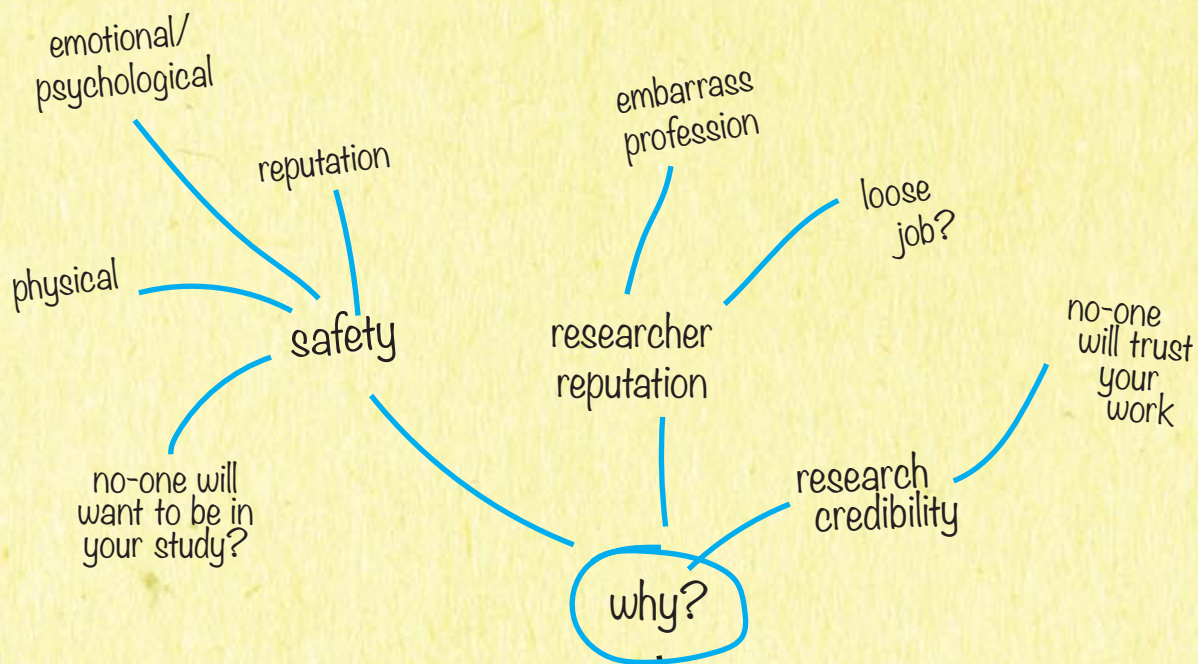 emotional/
psychological
reputation
physical
safety
no-one will
want to be in
your study?
embarrass
profession
loose
job?
researcher
reputation
no-one
will trust
your
work
research
credibility
why?